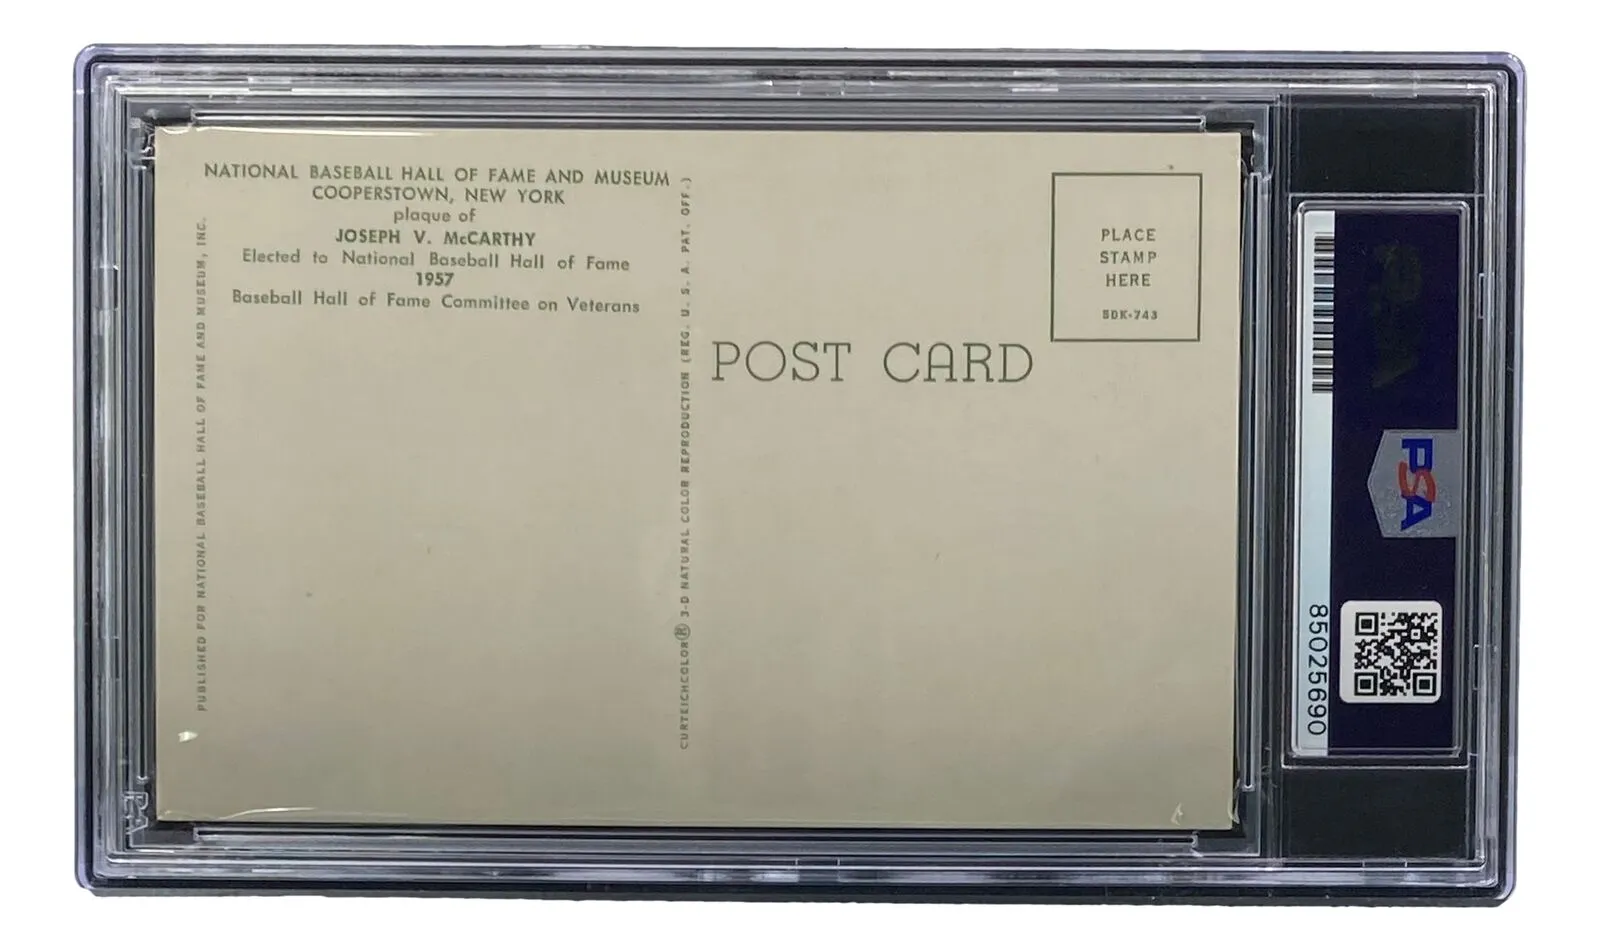 NATIONAL BASEBALL HALL OF FAME AND MUSEUM
COOPERSTOWN, NEW YORK
plaque of
JOSEPH V. McCARTHY
Elected to National Baseball Hall of Fame
1957
Baseball Hall of Fame Committee on Veterans
PUBLISHED FOR NATIONAL BASEBALL HALL OF FAME AND MUSEUM, INC.
CURTEICHCOLOR® 3-D NATURAL COLOR REPRODUCTION (REG. U. S. A. PAT. OFF.)
POST CARD
PLACE
STAMP
HERE
SDK-743
PSA
85025690
PSA